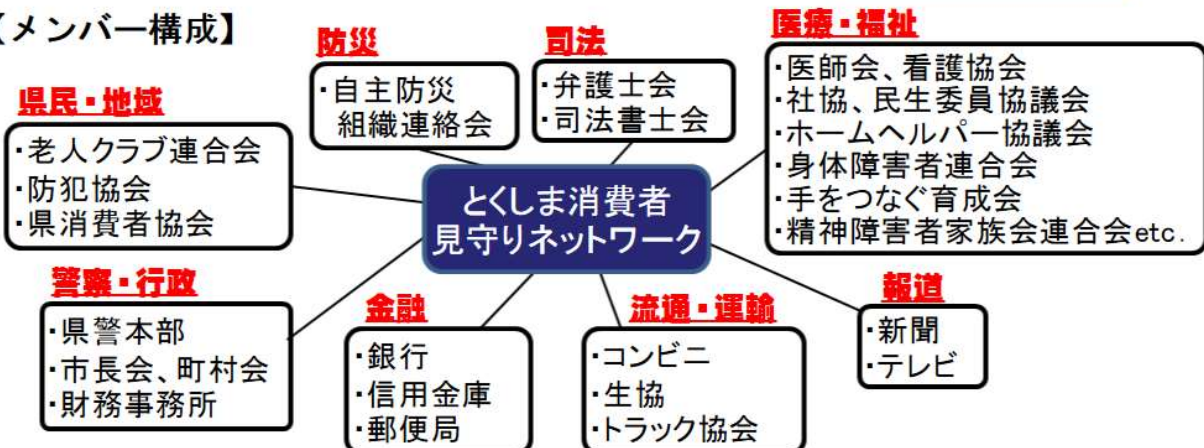 【メンバー構成】
防災
・自主防災
組織連絡会
司法
・弁護士会
・司法書士会
医療・福祉
・医師会、看護協会
・社協、民生委員協議会
・ホームヘルパー協議会
・身体障害者連合会
・手をつなぐ育成会
・精神障害者家族会連合会etc.
県民・地域
・老人クラブ連合会
・防犯協会
・県消費者協会
とくしま消費者
見守りネットワーク
警察・行政
・県警本部
・市長会、町村会
・財務事務所
金融
・銀行
・信用金庫
・郵便局
流通・運輸
・コンビニ
・生協
・トラック協会
報道
・新聞
・テレビ